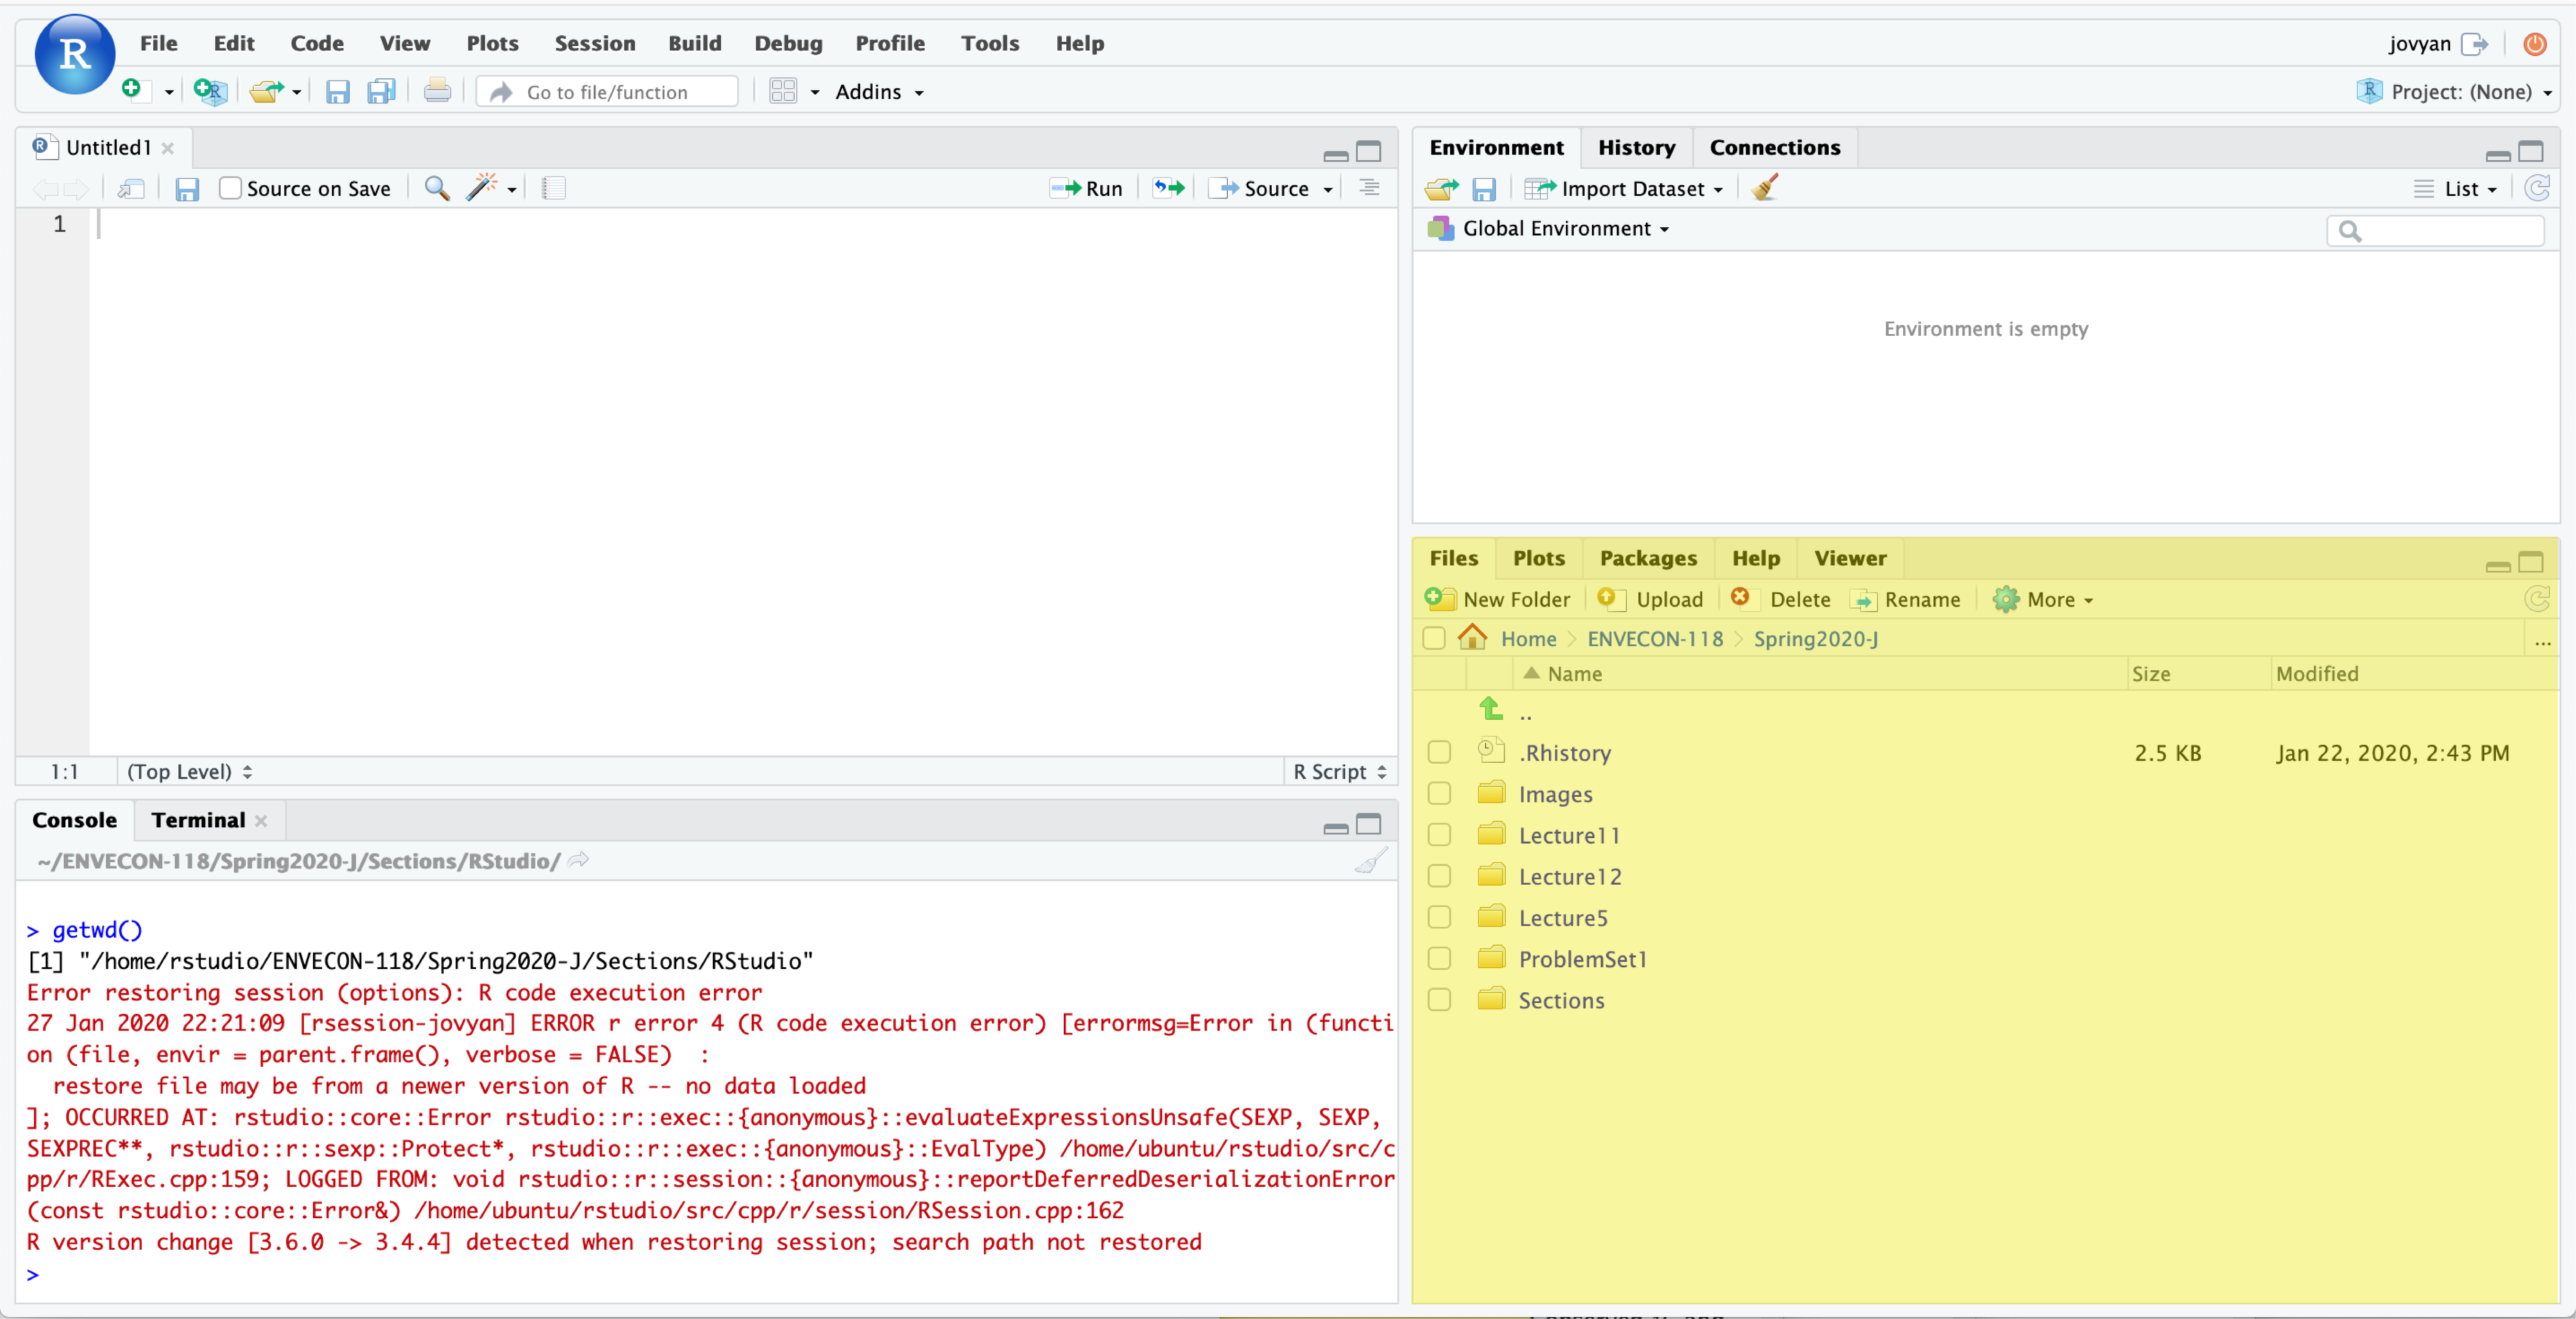 R File Edit Code View Plots Session Build Debug Profile Tools Help jovyan
Go to file/function Addins Project: (None)
Untitled1
Source on Save Run Source
1
1:1 (Top Level) R Script
Console Terminal
~/ENVECON-118/Spring2020-J/Sections/RStudio/
> getwd()
[1] "/home/rstudio/ENVECON-118/Spring2020-J/Sections/RStudio"
Error restoring session (options): R code execution error
27 Jan 2020 22:21:09 [rsession-jovyan] ERROR r error 4 (R code execution error) [errormsg=Error in (functi
on (file, envir = parent.frame(), verbose = FALSE)  :
  restore file may be from a newer version of R -- no data loaded
]; OCCURRED AT: rstudio::core::Error rstudio::r::exec::{anonymous}::evaluateExpressionsUnsafe(SEXP, SEXP,
SEXPREC**, rstudio::r::sexp::Protect*, rstudio::r::exec::{anonymous}::EvalType) /home/ubuntu/rstudio/src/c
pp/r/RExec.cpp:159; LOGGED FROM: void rstudio::r::session::{anonymous}::reportDeferredDeserializationError
(const rstudio::core::Error&) /home/ubuntu/rstudio/src/cpp/r/session/RSession.cpp:162
R version change [3.6.0 -> 3.4.4] detected when restoring session; search path not restored
>
Environment History Connections
Import Dataset List
Global Environment
Environment is empty
Files Plots Packages Help Viewer
New Folder Upload Delete Rename More
Home ENVECON-118 Spring2020-J ...
Name Size Modified
..
.Rhistory 2.5 KB Jan 22, 2020, 2:43 PM
Images
Lecture11
Lecture12
Lecture5
ProblemSet1
Sections